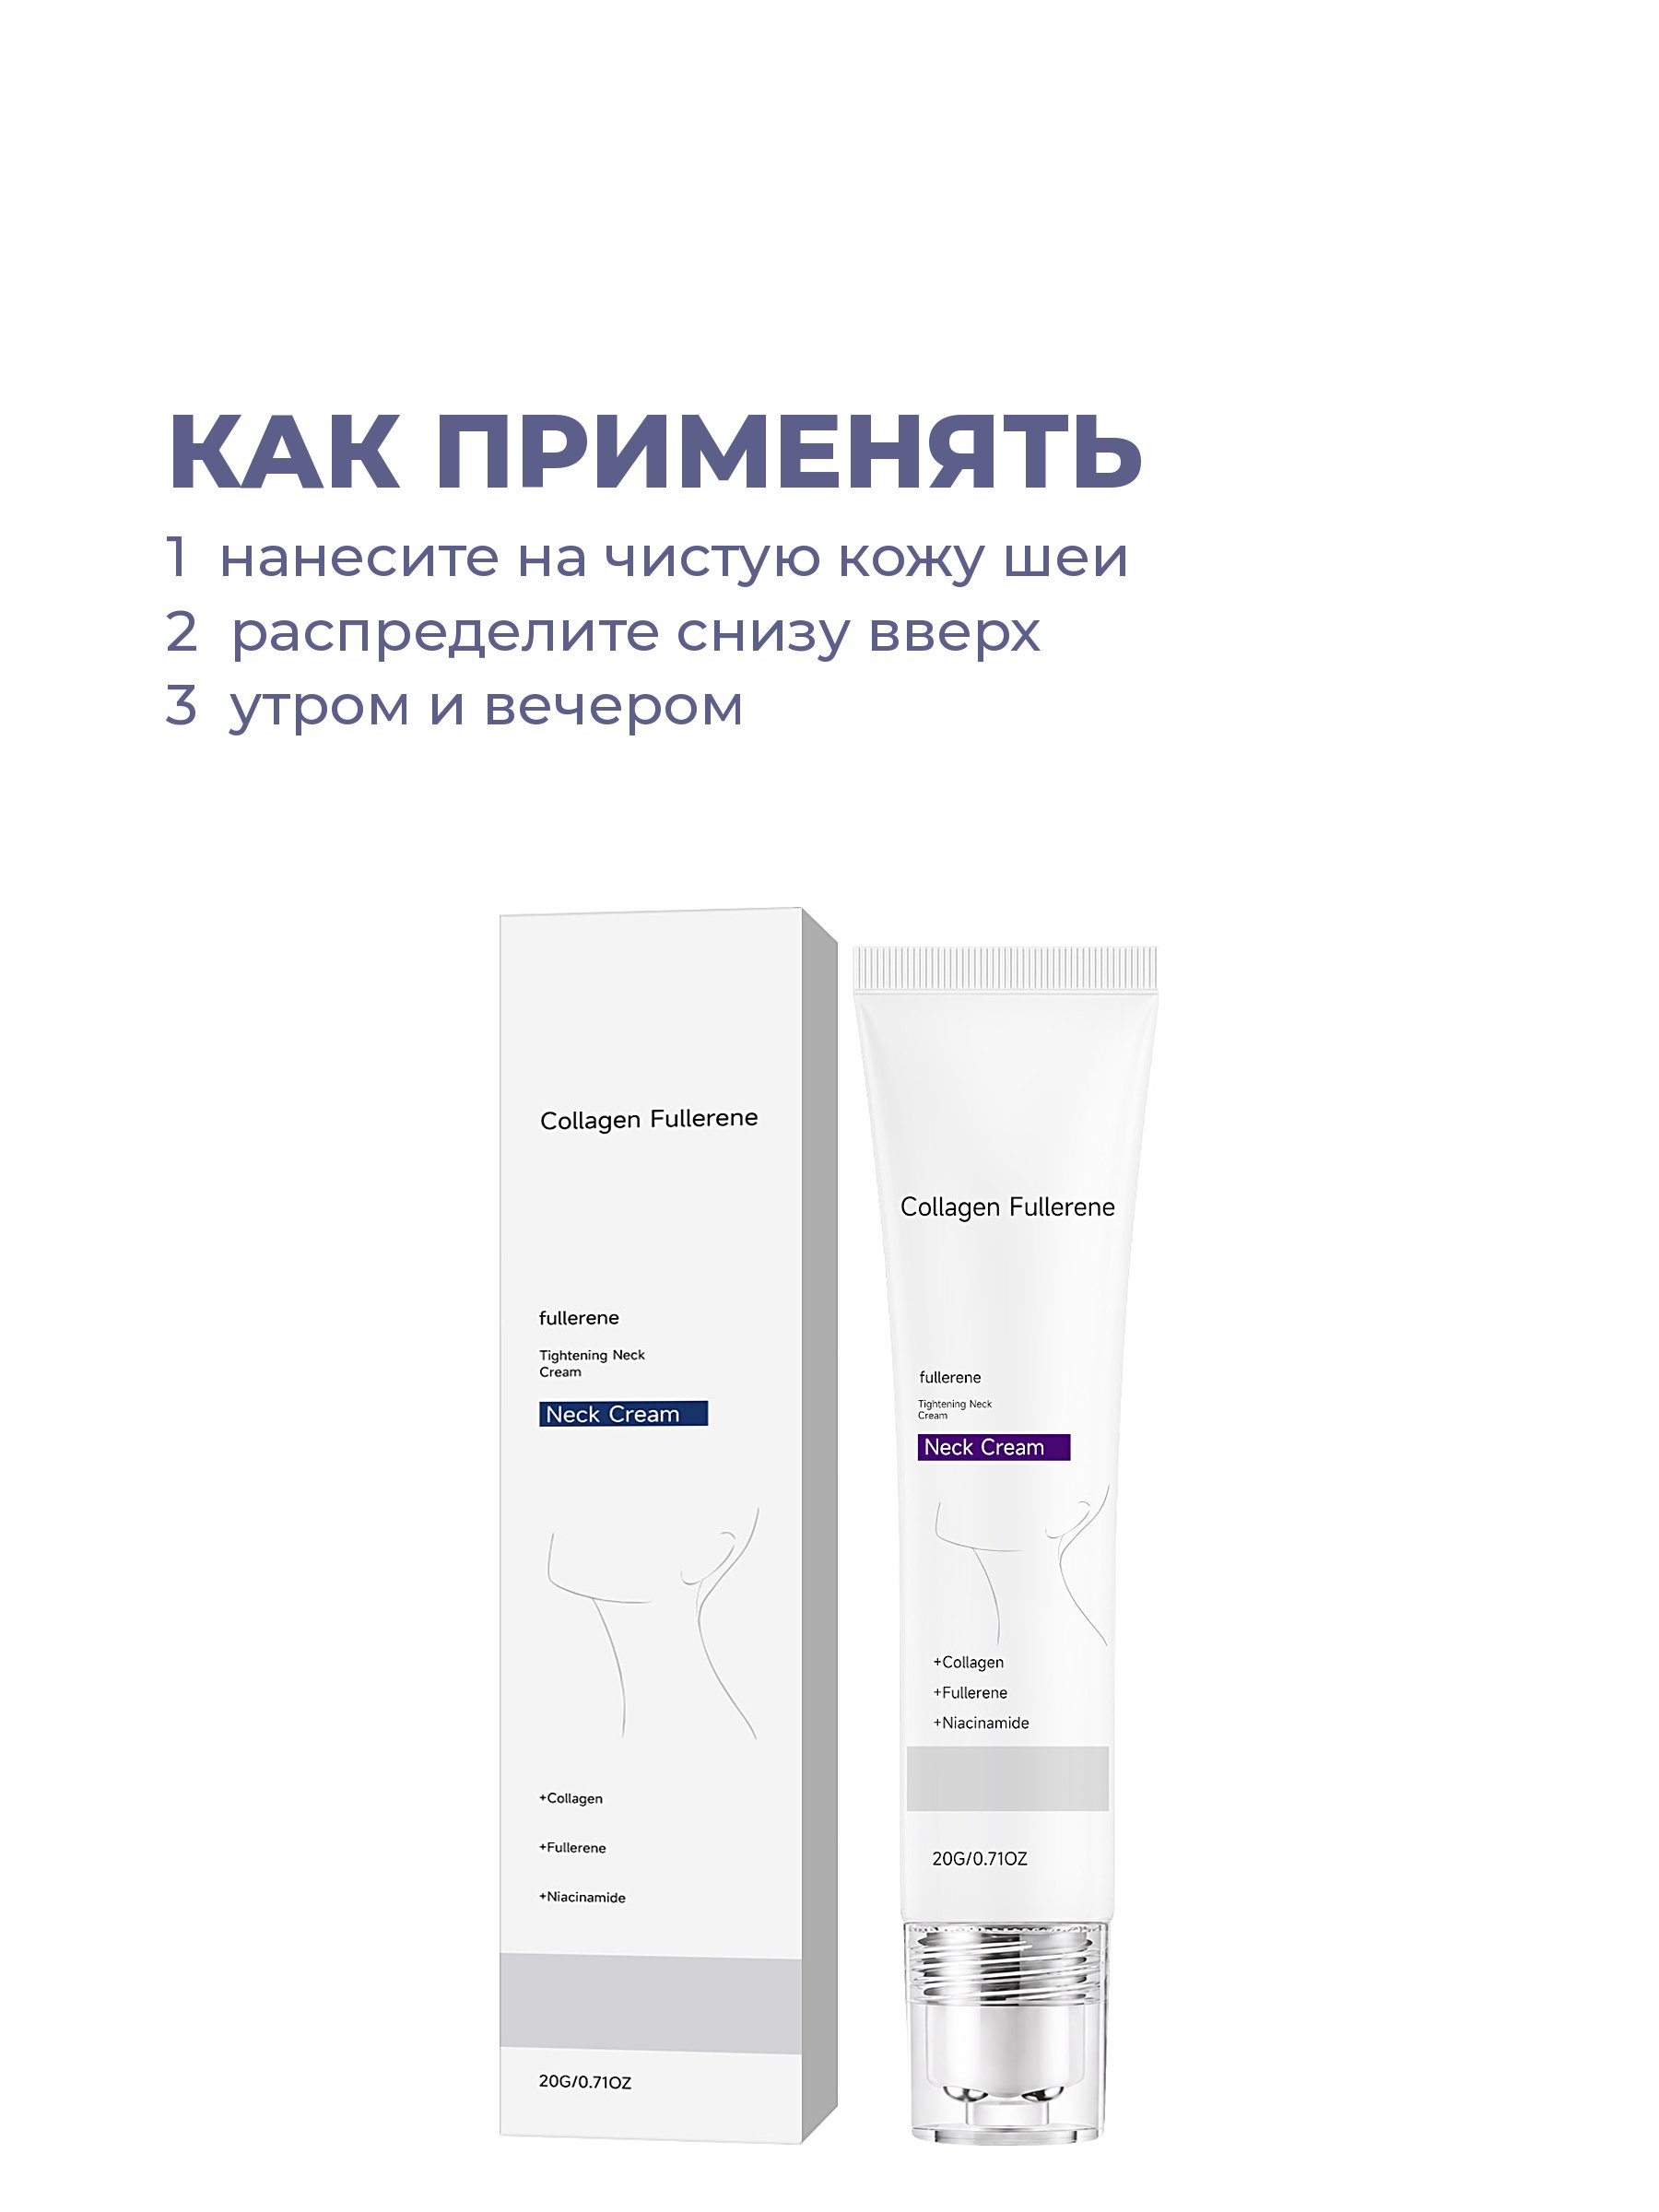 КАК ПРИМЕНЯТЬ
1 нанесите на чистую кожу шеи
2 распределите снизу вверх
3 утром и вечером
Collagen Fullerene
fullerene
Tightening Neck
Cream
Neck Cream
+Collagen
+Fullerene
+Niacinamide
20G/0.71OZ
Collagen Fullerene
fullerene
Tightening Neck
Cream
Neck Cream
+Collagen
+Fullerene
+Niacinamide
20G/0.71OZ